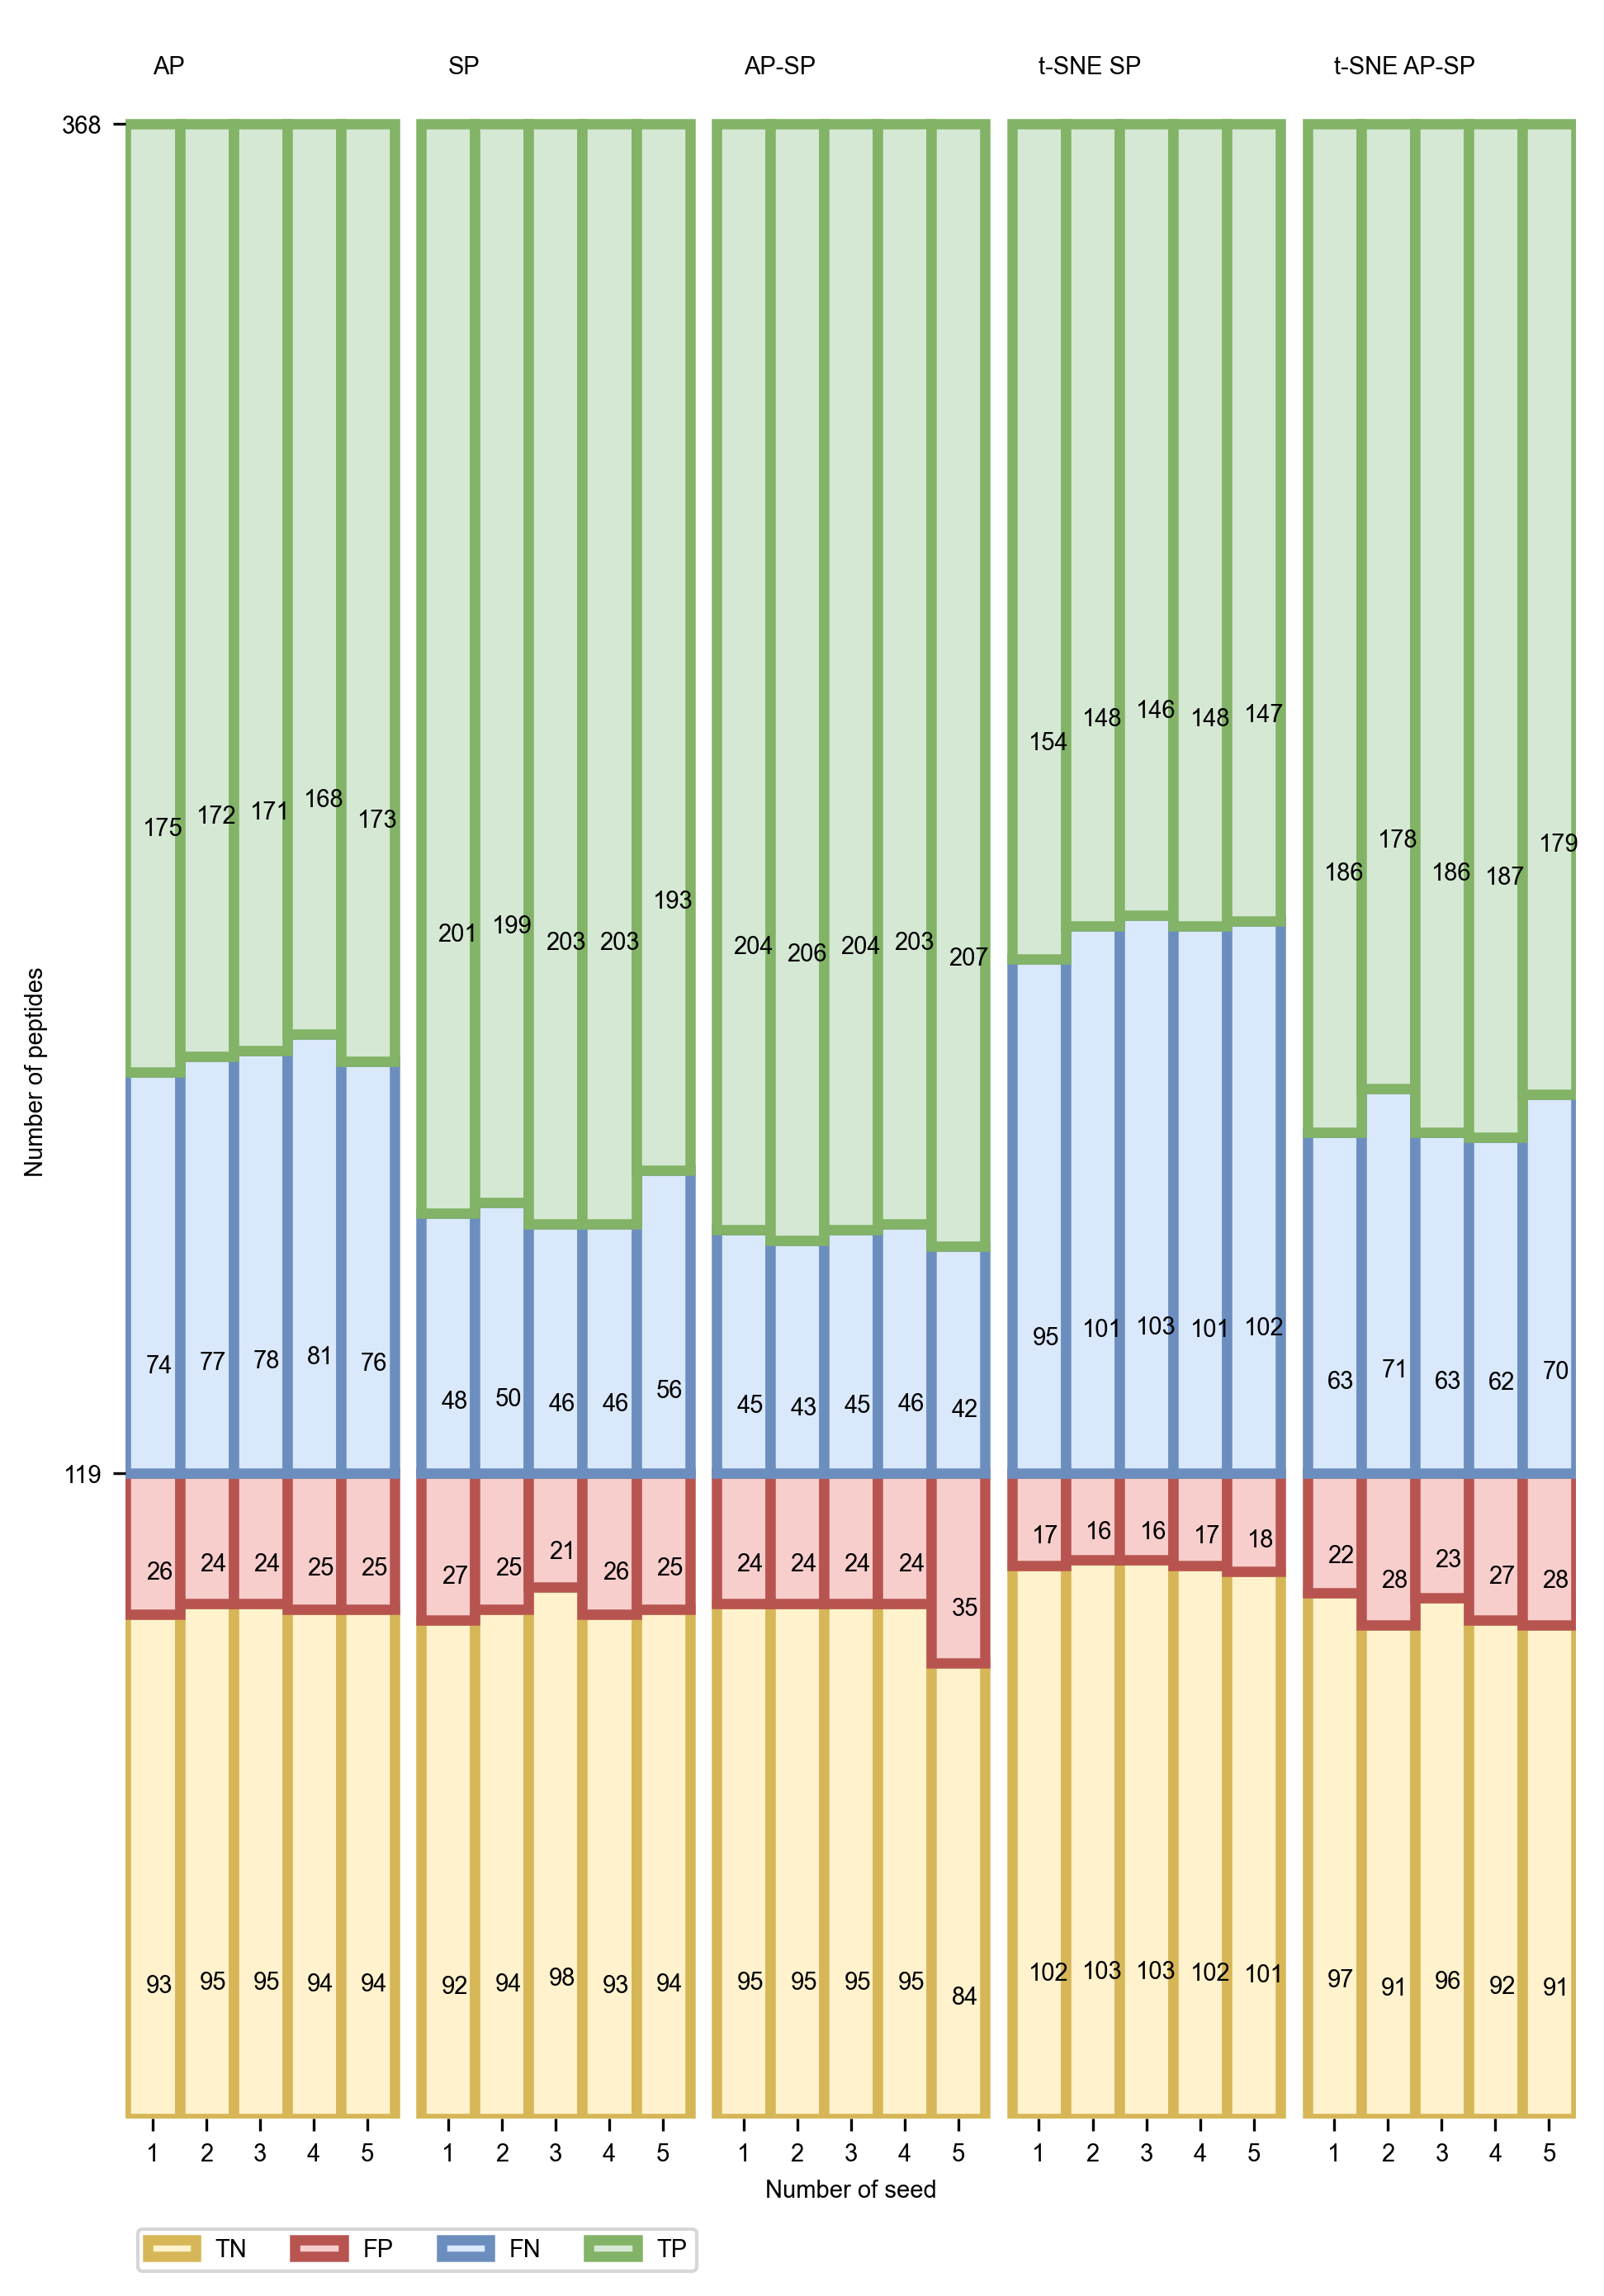 AP SP AP-SP t-SNE SP t-SNE AP-SP
368
154 148 146 148 147
175 172 171 168 173
186 178 186 187 179
201 199 203 203 193
204 206 204 203 207
Number of peptides
74 77 78 81 76
48 50 46 46 56
45 43 45 46 42
95 101 103 101 102
63 71 63 62 70
119
26 24 24 25 25
27 25 21 26 25
24 24 24 24 35
17 16 16 17 18
22 28 23 27 28
93 95 95 94 94
92 94 98 93 94
95 95 95 95 84
102 103 103 102 101
97 91 96 92 91
1 2 3 4 5 1 2 3 4 5 1 2 3 4 5 1 2 3 4 5 1 2 3 4 5
Number of seed
TN FP FN TP